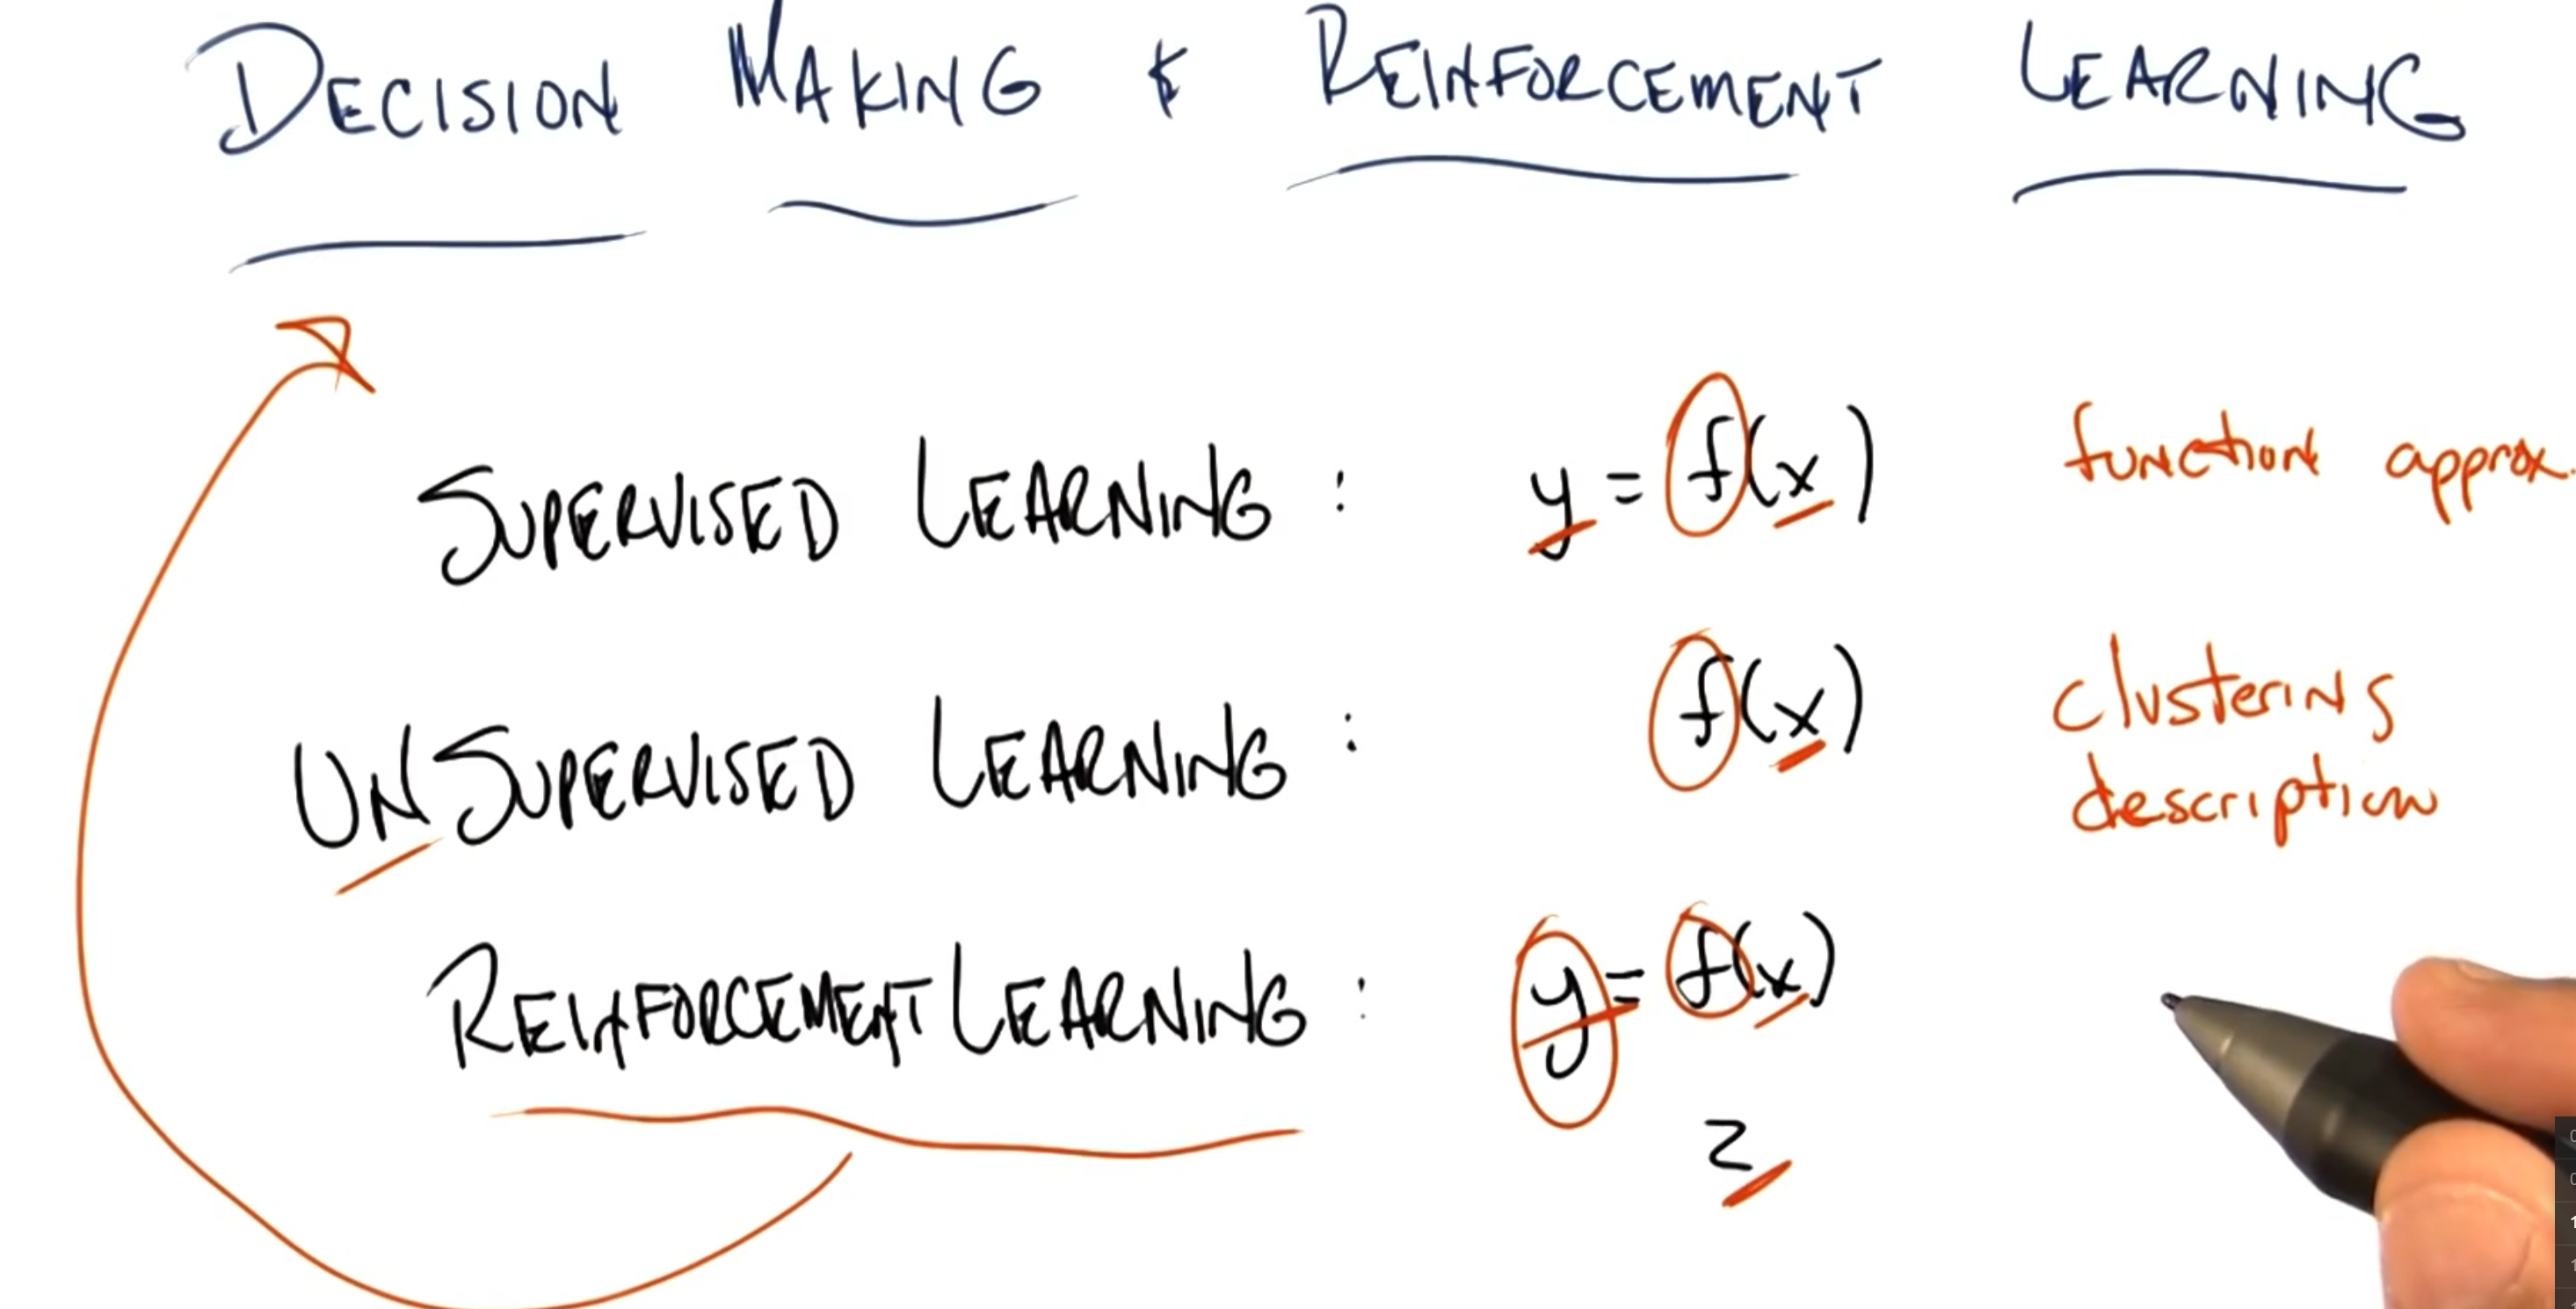 DECISION MAKING & REINFORCEMENT LEARNING
SUPERVISED LEARNING : y = f(x) function approx.
UNSUPERVISED LEARNING : f(x) clustering
description
REINFORCEMENT LEARNING : y = f(x)
z